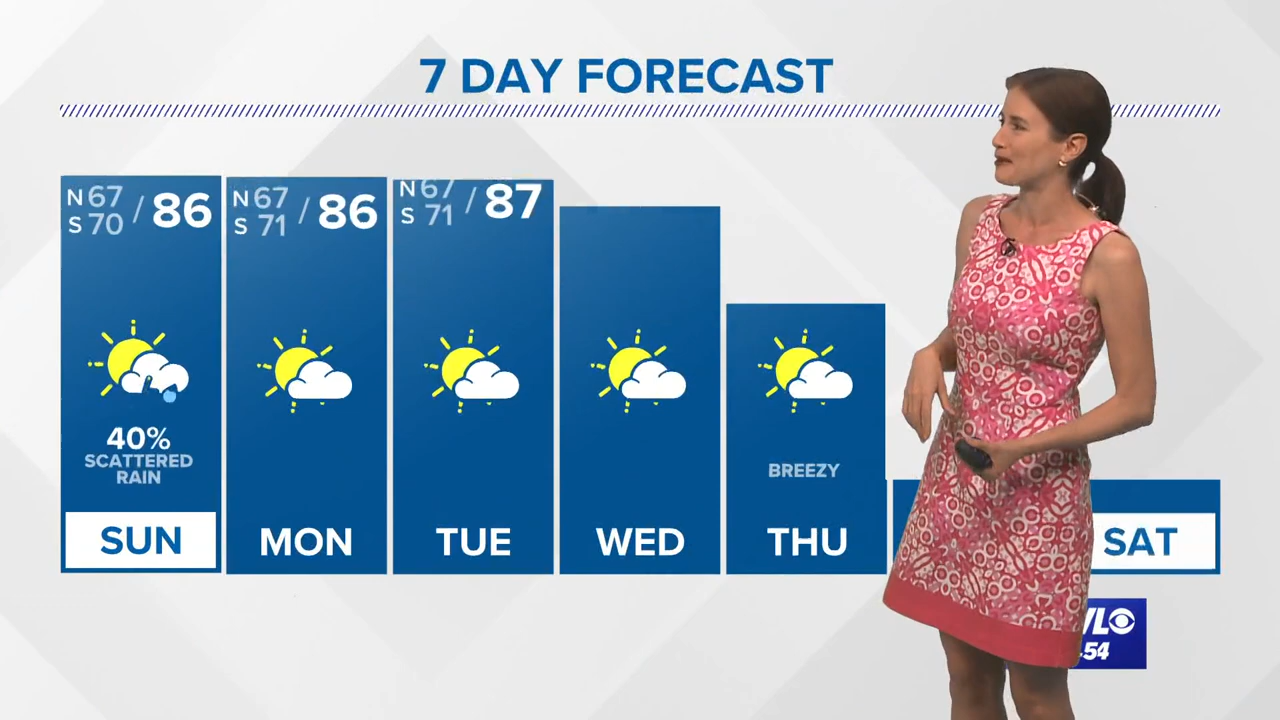 7 DAY FORECAST
N 67 / 86
S 70
N 67 / 86
S 71
N 67 / 87
S 71
40%
SCATTERED
RAIN
BREEZY
SUN
MON
TUE
WED
THU
SAT
54